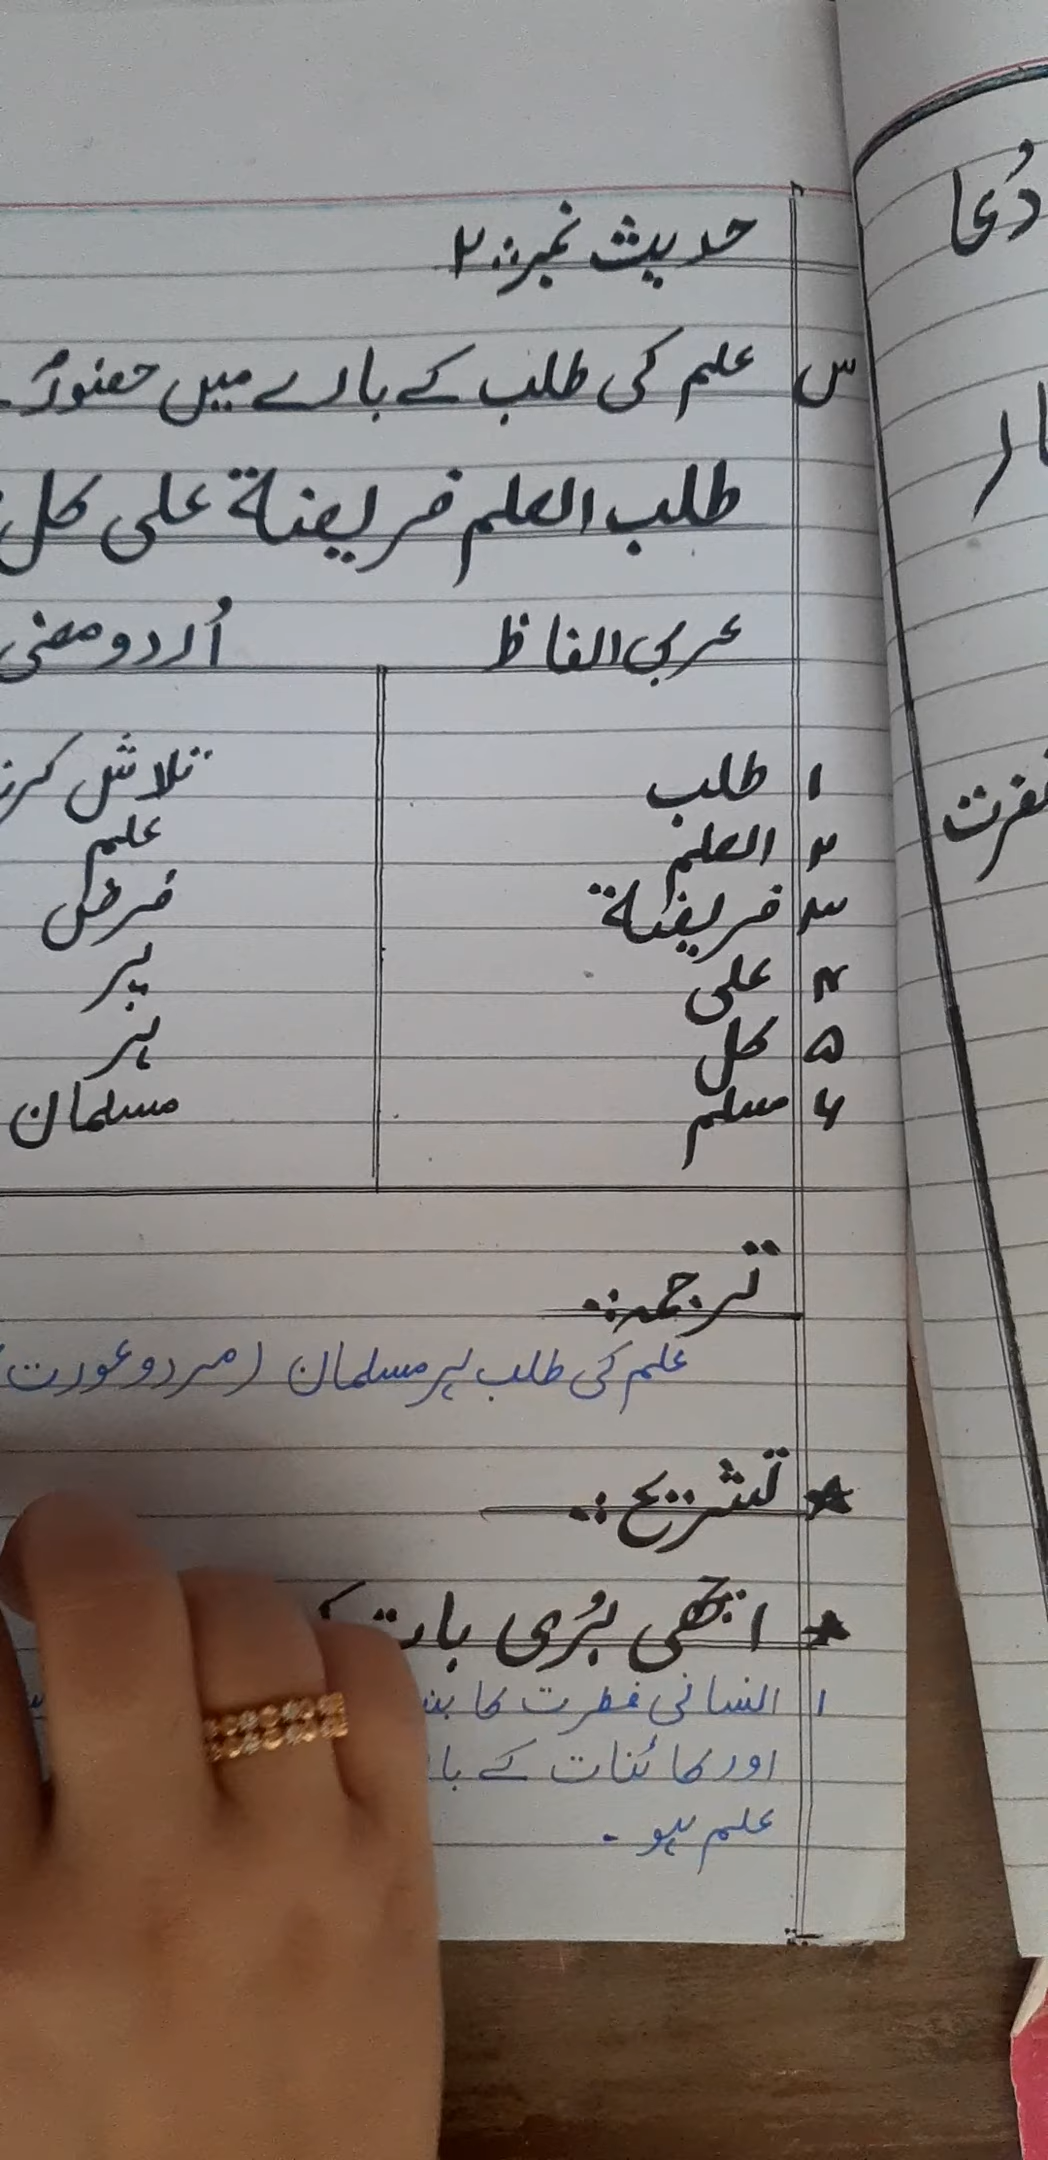 حدیث نمبر:۲
س علم کی طلب کے بارے میں حضورؐ
طلب العلم فریضۃ علی کل
عربی الفاظ اُردو معنی
۱ طلب تلاش کرنا
۲ العلم علم
۳ فریضۃ فرض
۴ علی پر
۵ کل ہر
۶ مسلم مسلمان
ترجمہ:
علم کی طلب ہر مسلمان (مرد و عورت)
تشریح:
اچھی بُری بات
۱ انسانی فطرت کا
اور کائنات کے
علم ہو۔
دُعا